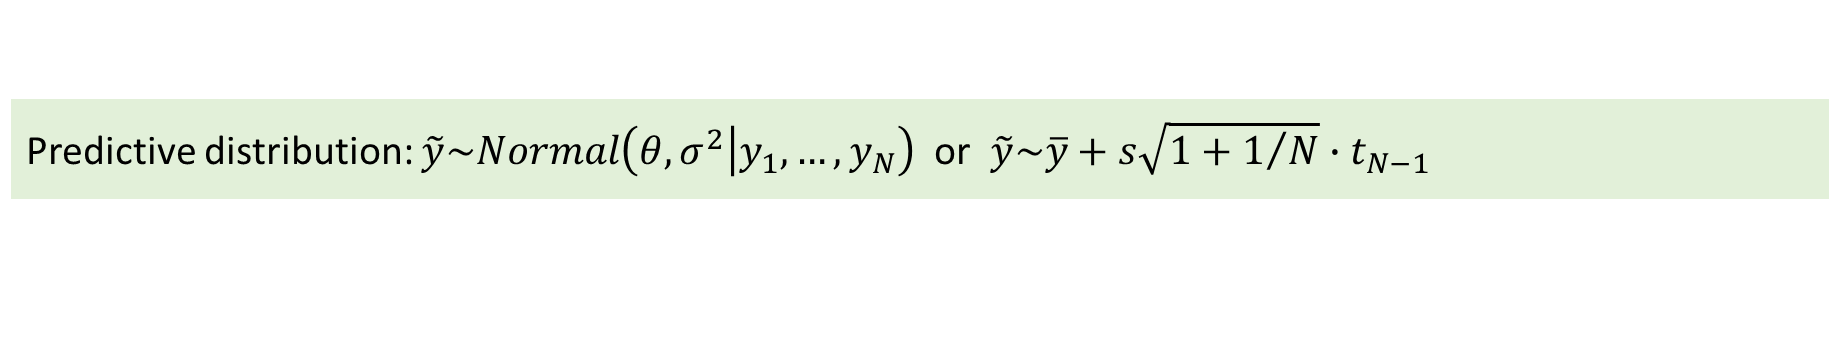 Predictive distribution: ỹ~Normal(θ, σ²|y₁, … , y_N) or ỹ~ȳ + s√(1 + 1/N) · t_{N−1}